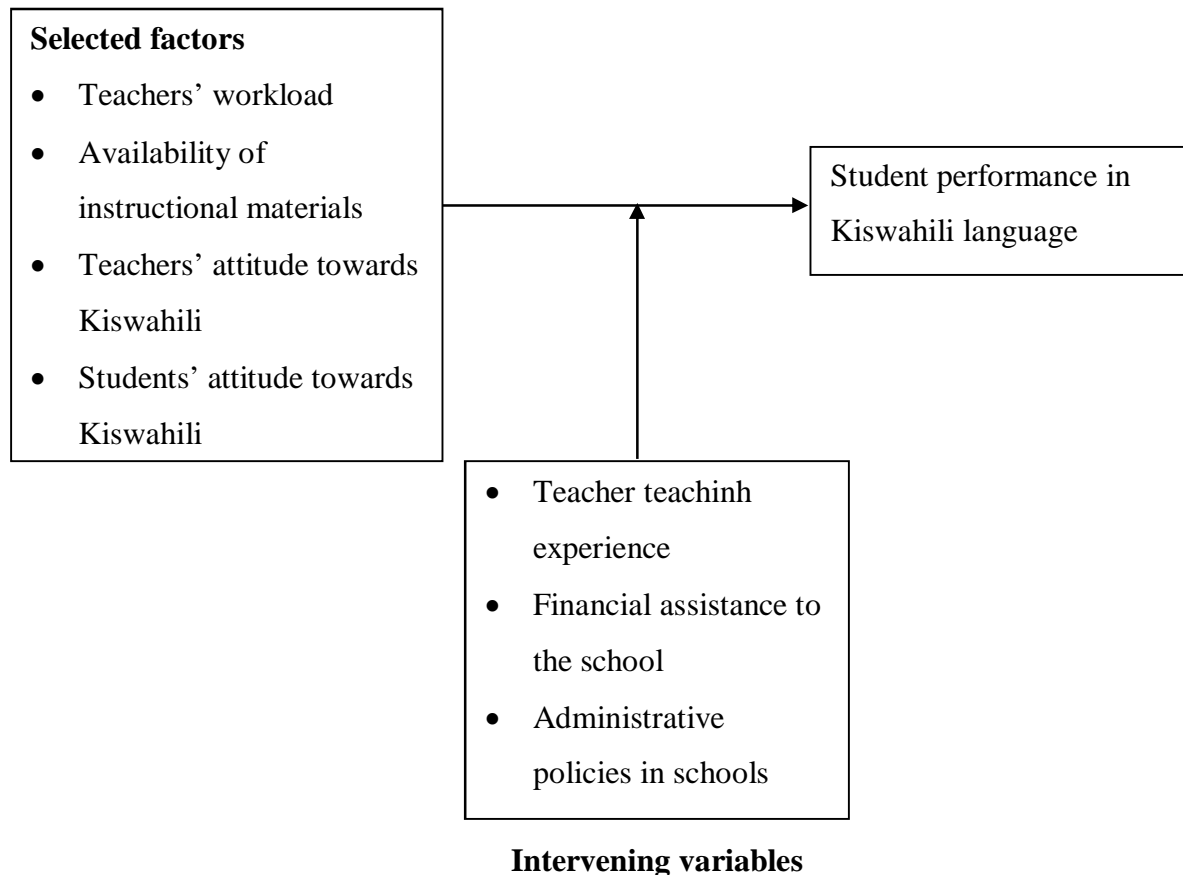 Selected factors
• Teachers’ workload
• Availability of
instructional materials
• Teachers’ attitude towards
Kiswahili
• Students’ attitude towards
Kiswahili
Student performance in
Kiswahili language
• Teacher teachinh
experience
• Financial assistance to
the school
• Administrative
policies in schools
Intervening variables